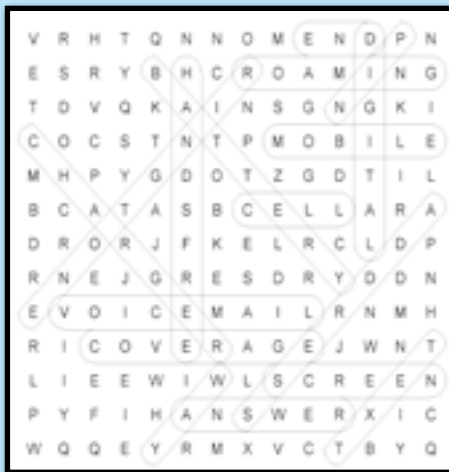 V R H T Q N N O M E N D P N
E S R Y B H C R O A M I N G
T D V Q K A I N S G N G K I
C O C S T N T P M O B I L E
M H P Y G D O T Z G D T I L
B C A T A S B C E L L A R A
D R O R J F K E L R C L D P
R N E J G R E S D R Y D D N
E V O I C E M A I L R N M H
R I C O V E R A G E J W N T
L I E E W I W L S C R E E N
P Y F I H A N S W E R X I C
W Q Q E Y R M X V C T B Y Q